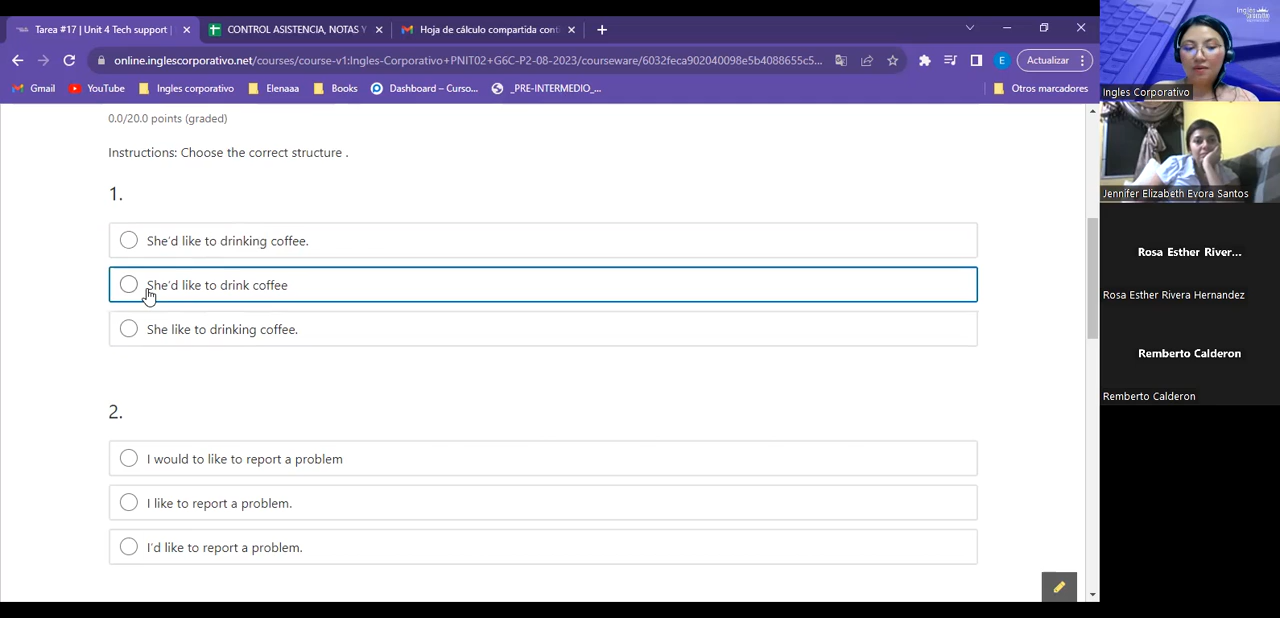 Tarea #17 | Unit 4 Tech support |
CONTROL ASISTENCIA, NOTAS Y
Hoja de cálculo compartida con
online.inglescorporativo.net/courses/course-v1:Ingles-Corporativo+PNIT02+G6C-P2-08-2023/courseware/6032feca902040098e5b4088655c5...
E
Actualizar
Gmail
YouTube
Ingles corporativo
Elenaaa
Books
Dashboard – Curso...
_PRE-INTERMEDIO_...
Otros marcadores
0.0/20.0 points (graded)
Instructions: Choose the correct structure .
1.
She'd like to drinking coffee.
She'd like to drink coffee
She like to drinking coffee.
2.
I would to like to report a problem
I like to report a problem.
I'd like to report a problem.
Ingles Corporativo
Jennifer Elizabeth Evora Santos
Rosa Esther River...
Rosa Esther Rivera Hernandez
Remberto Calderon
Remberto Calderon